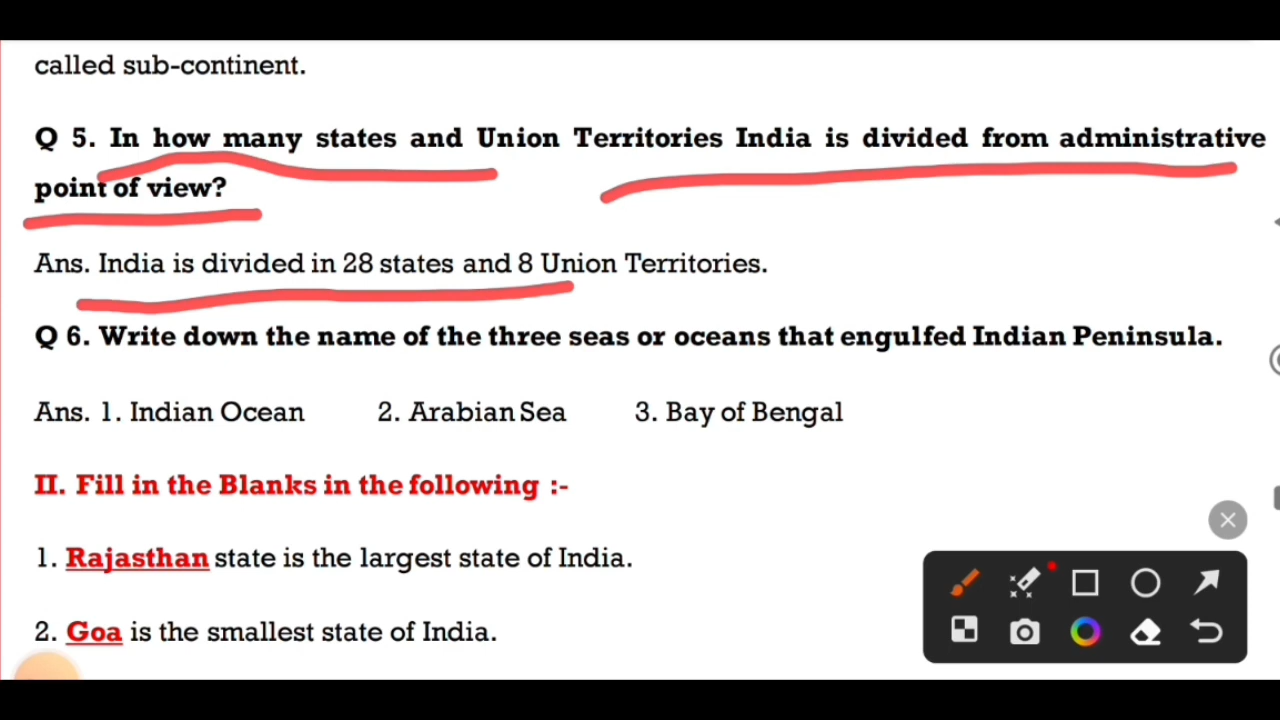 called sub-continent.
Q 5. In how many states and Union Territories India is divided from administrative
point of view?
Ans. India is divided in 28 states and 8 Union Territories.
Q 6. Write down the name of the three seas or oceans that engulfed Indian Peninsula.
Ans. 1. Indian Ocean 2. Arabian Sea 3. Bay of Bengal
II. Fill in the Blanks in the following :-
1. Rajasthan state is the largest state of India.
2. Goa is the smallest state of India.